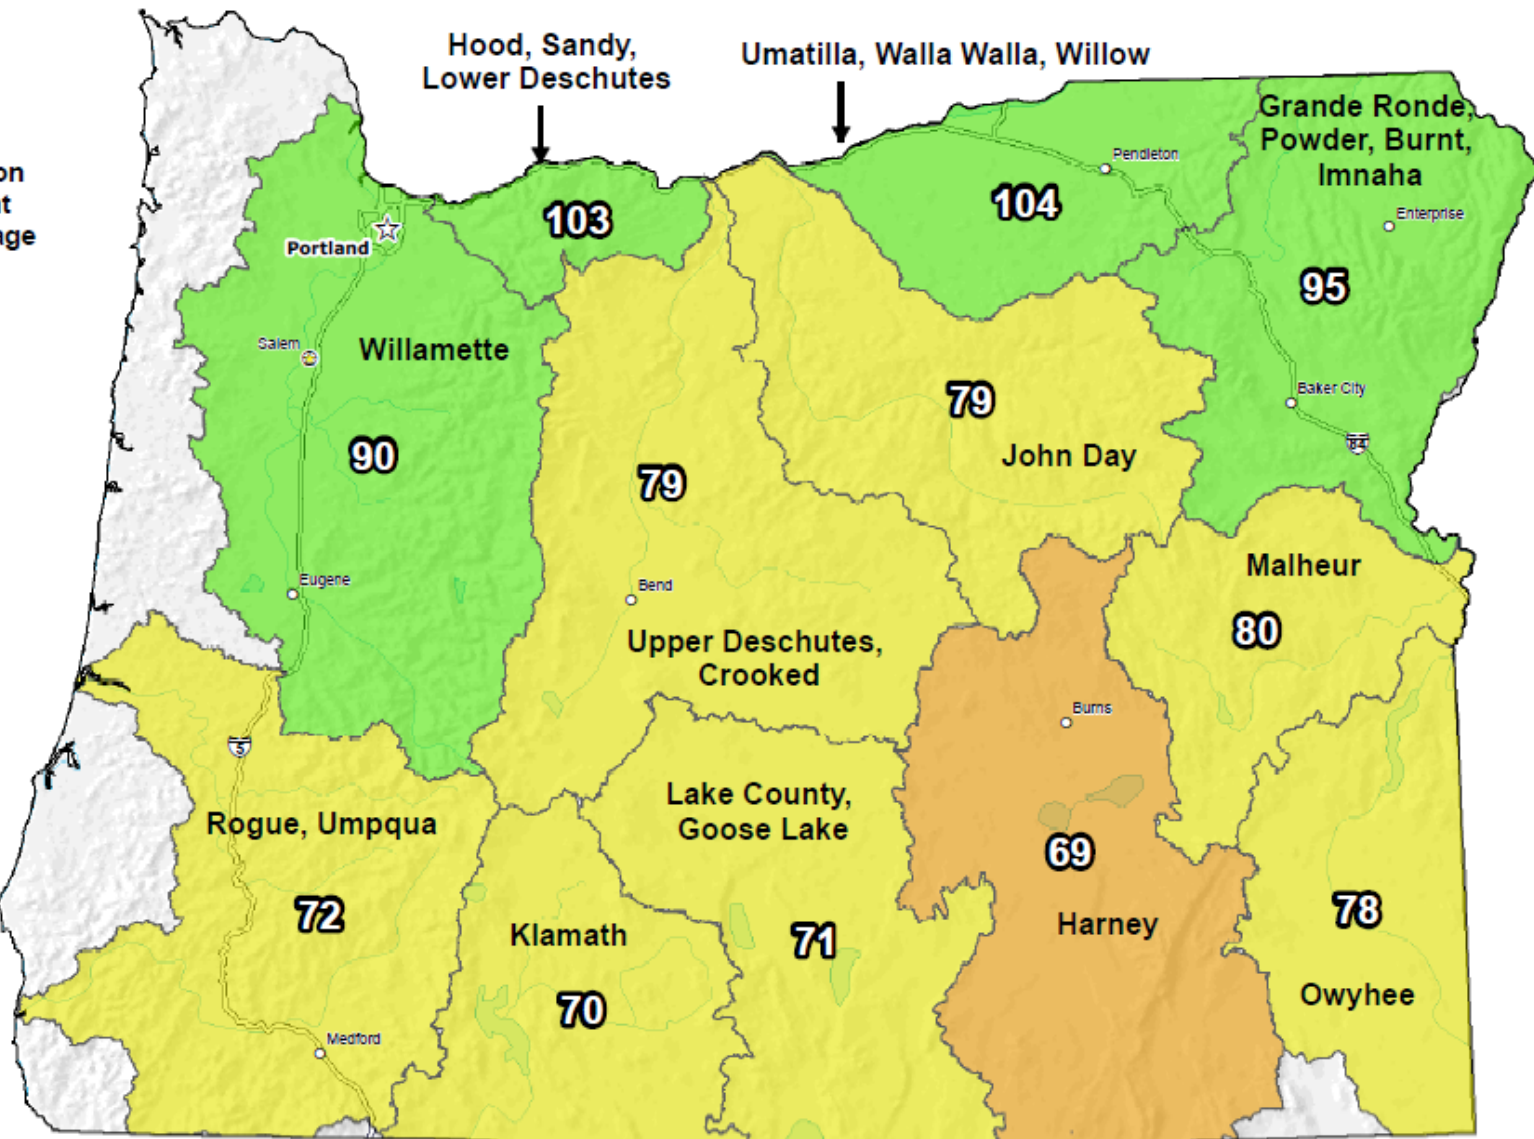 Hood, Sandy,
Lower Deschutes
Umatilla, Walla Walla, Willow
Grande Ronde,
Powder, Burnt,
Imnaha
Pendleton
Enterprise
103
104
Portland
95
Salem
Willamette
Baker City
84
90
79
79
John Day
Malheur
80
Eugene
Bend
Upper Deschutes,
Crooked
Burns
5
Lake County,
Goose Lake
Rogue, Umpqua
72
69
Harney
78
Klamath
71
70
Owyhee
Medford